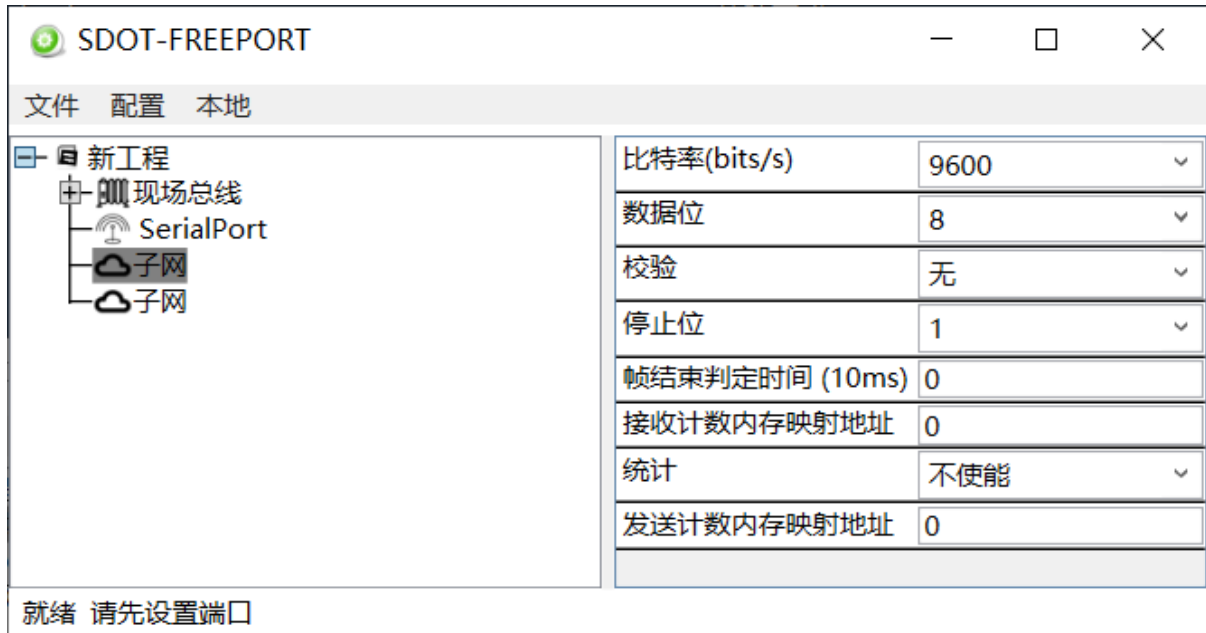 SDOT-FREEPORT
文件 配置 本地
新工程
现场总线
SerialPort
子网
子网
比特率(bits/s) 9600
数据位 8
校验 无
停止位 1
帧结束判定时间 (10ms) 0
接收计数内存映射地址 0
统计 不使能
发送计数内存映射地址 0
就绪 请先设置端口